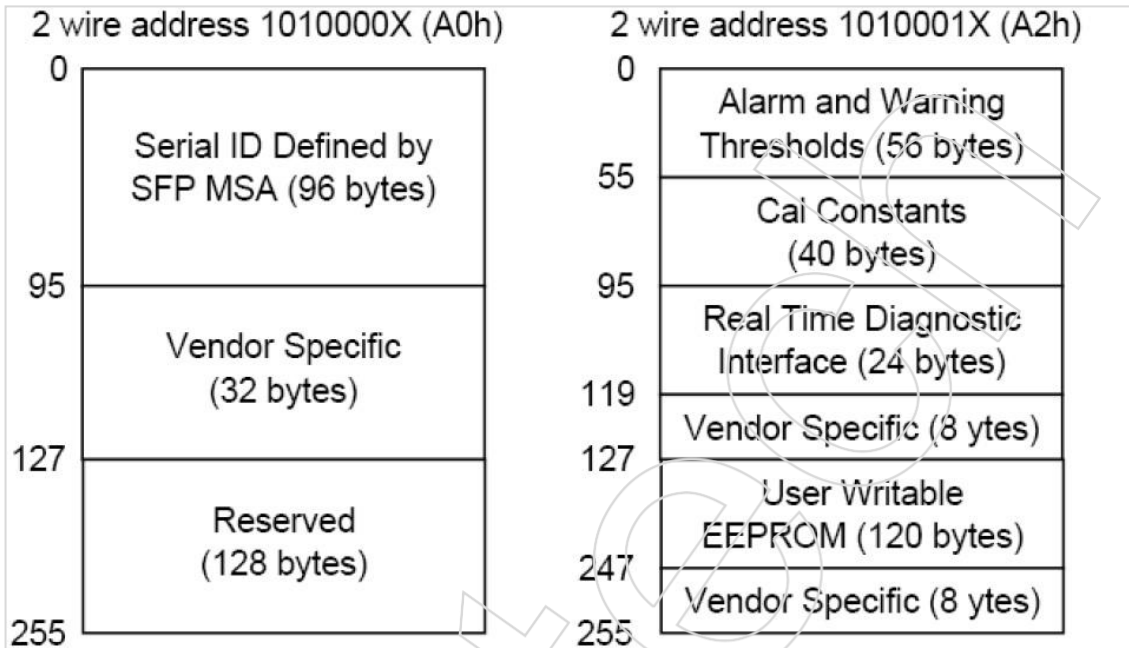 2 wire address 1010000X (A0h)
0
Serial ID Defined by
SFP MSA (96 bytes)
95
Vendor Specific
(32 bytes)
127
Reserved
(128 bytes)
255
2 wire address 1010001X (A2h)
0
Alarm and Warning
Thresholds (56 bytes)
55
Cal Constants
(40 bytes)
95
Real Time Diagnostic
Interface (24 bytes)
119
Vendor Specific (8 ytes)
127
User Writable
EEPROM (120 bytes)
247
Vendor Specific (8 ytes)
255